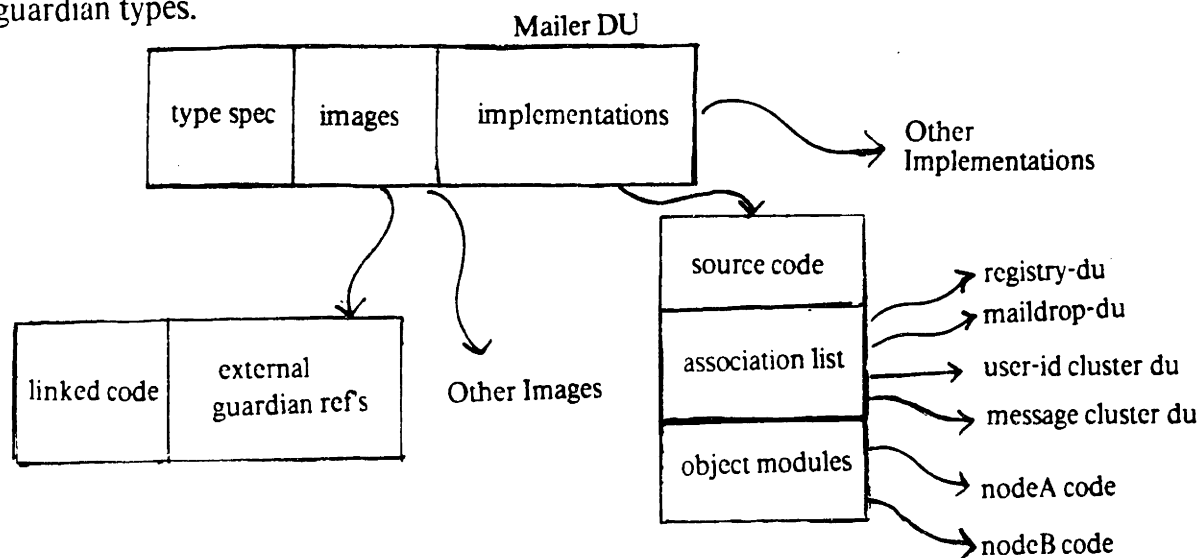 guardian types.
Mailer DU
type spec
images
implementations
Other
Implementations
source code
registry-du
maildrop-du
association list
user-id cluster du
message cluster du
external
guardian ref's
linked code
Other Images
object modules
nodeA code
nodeB code